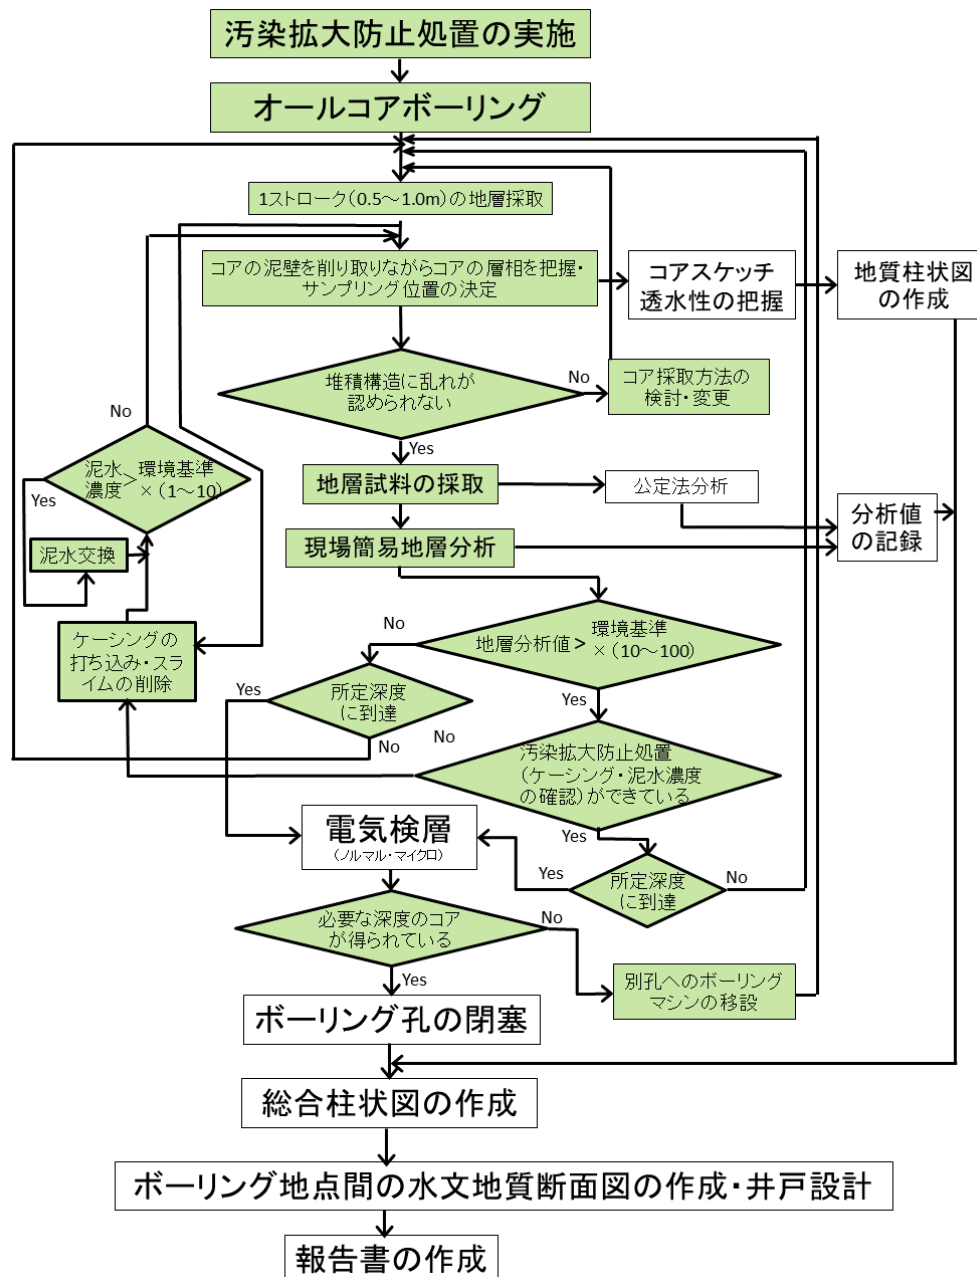 汚染拡大防止処置の実施
オールコアボーリング
1ストローク(0.5～1.0m)の地層採取
コアの泥壁を削り取りながらコアの層相を把握・
サンプリング位置の決定
コアスケッチ
透水性の把握
地質柱状図
の作成
堆積構造に乱れが
認められない
No
コア採取方法の
検討・変更
Yes
No
泥水
濃度
>
環境基準
×(1～10)
Yes
泥水交換
地層試料の採取
公定法分析
現場簡易地層分析
分析値
の記録
ケーシングの
打ち込み・スラ
イムの削除
地層分析値>
環境基準
×(10～100)
No
Yes
所定深度
に到達
Yes
No
No
汚染拡大防止処置
(ケーシング・泥水濃度
の確認)ができている
Yes
電気検層
(ノルマル・マイクロ)
所定深度
に到達
Yes
No
必要な深度のコア
が得られている
No
Yes
別孔へのボーリング
マシンの移設
ボーリング孔の閉塞
総合柱状図の作成
ボーリング地点間の水文地質断面図の作成・井戸設計
報告書の作成